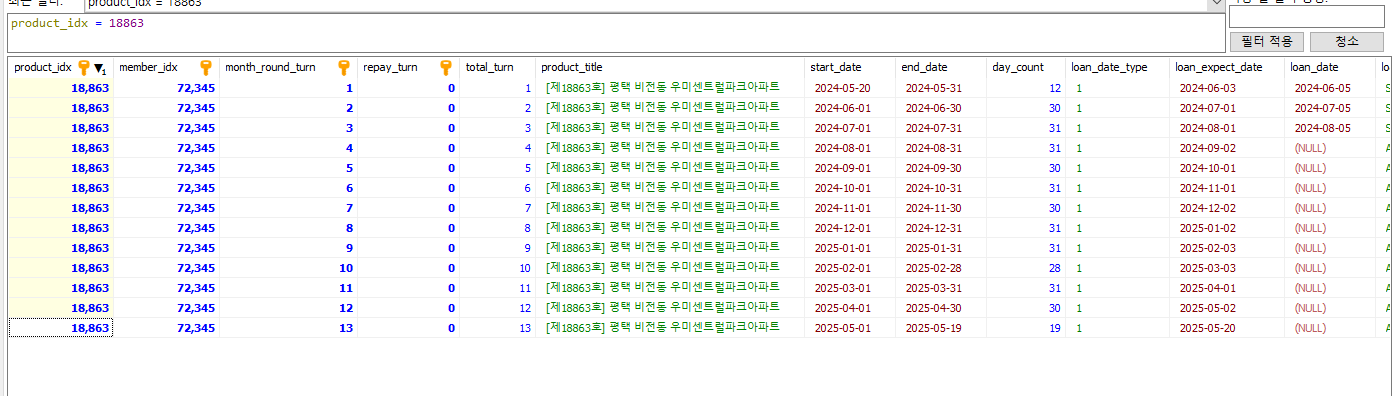 product_idx = 18863
product_idx = 18863
필터 적용 청소
product_idx 1 member_idx month_round_turn repay_turn total_turn product_title start_date end_date day_count loan_date_type loan_expect_date loan_date lo
18,863 72,345 1 0 1 [제18863호] 평택 비전동 우미센트럴파크아파트 2024-05-20 2024-05-31 12 1 2024-06-03 2024-06-05 S
18,863 72,345 2 0 2 [제18863호] 평택 비전동 우미센트럴파크아파트 2024-06-01 2024-06-30 30 1 2024-07-01 2024-07-05 S
18,863 72,345 3 0 3 [제18863호] 평택 비전동 우미센트럴파크아파트 2024-07-01 2024-07-31 31 1 2024-08-01 2024-08-05 S
18,863 72,345 4 0 4 [제18863호] 평택 비전동 우미센트럴파크아파트 2024-08-01 2024-08-31 31 1 2024-09-02 (NULL) A
18,863 72,345 5 0 5 [제18863호] 평택 비전동 우미센트럴파크아파트 2024-09-01 2024-09-30 30 1 2024-10-01 (NULL) A
18,863 72,345 6 0 6 [제18863호] 평택 비전동 우미센트럴파크아파트 2024-10-01 2024-10-31 31 1 2024-11-01 (NULL) A
18,863 72,345 7 0 7 [제18863호] 평택 비전동 우미센트럴파크아파트 2024-11-01 2024-11-30 30 1 2024-12-02 (NULL) A
18,863 72,345 8 0 8 [제18863호] 평택 비전동 우미센트럴파크아파트 2024-12-01 2024-12-31 31 1 2025-01-02 (NULL) A
18,863 72,345 9 0 9 [제18863호] 평택 비전동 우미센트럴파크아파트 2025-01-01 2025-01-31 31 1 2025-02-03 (NULL) A
18,863 72,345 10 0 10 [제18863호] 평택 비전동 우미센트럴파크아파트 2025-02-01 2025-02-28 28 1 2025-03-03 (NULL) A
18,863 72,345 11 0 11 [제18863호] 평택 비전동 우미센트럴파크아파트 2025-03-01 2025-03-31 31 1 2025-04-01 (NULL) A
18,863 72,345 12 0 12 [제18863호] 평택 비전동 우미센트럴파크아파트 2025-04-01 2025-04-30 30 1 2025-05-02 (NULL) A
18,863 72,345 13 0 13 [제18863호] 평택 비전동 우미센트럴파크아파트 2025-05-01 2025-05-19 19 1 2025-05-20 (NULL) A